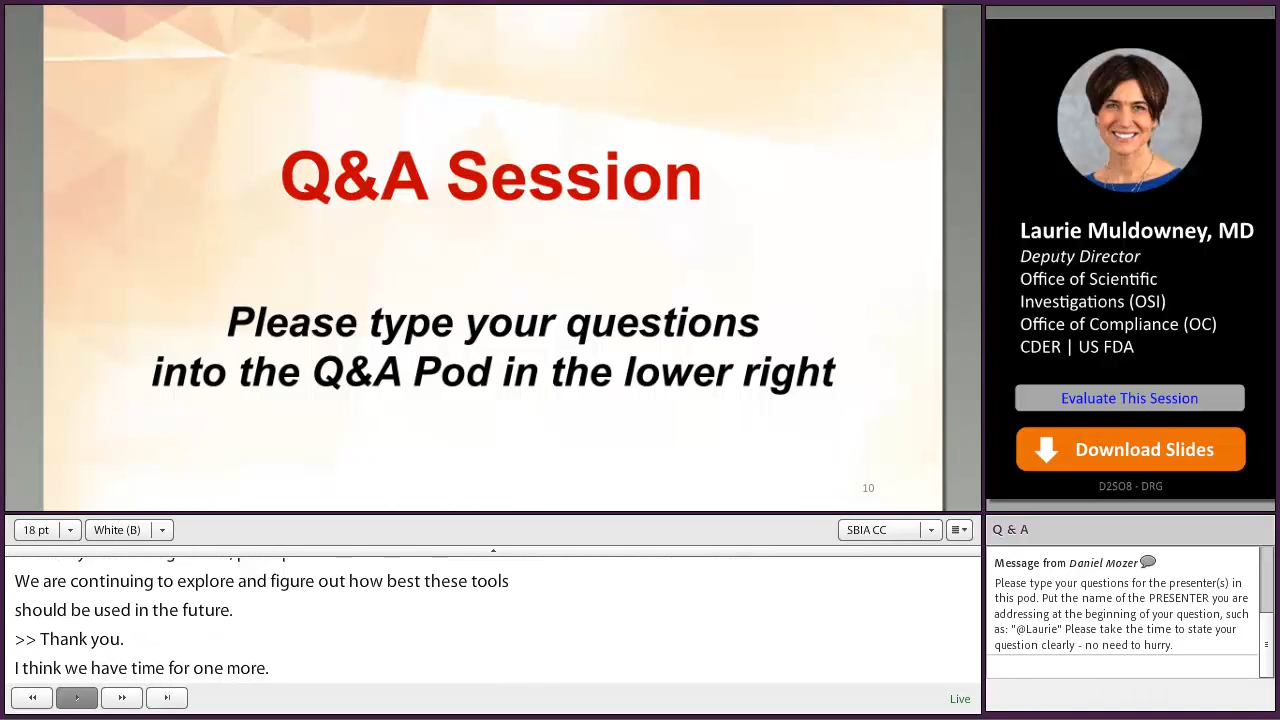 Q&A Session
Please type your questions
into the Q&A Pod in the lower right
10
Laurie Muldowney, MD
Deputy Director
Office of Scientific
Investigations (OSI)
Office of Compliance (OC)
CDER | US FDA
Evaluate This Session
Download Slides
D2S08 - DRG
18 pt
White (B)
SBIA CC
We are continuing to explore and figure out how best these tools
should be used in the future.
>> Thank you.
I think we have time for one more.
Live
Q & A
Message from Daniel Mozer
Please type your questions for the presenter(s) in
this pod. Put the name of the PRESENTER you are
addressing at the beginning of your question, such
as: "@Laurie" Please take the time to state your
question clearly - no need to hurry.